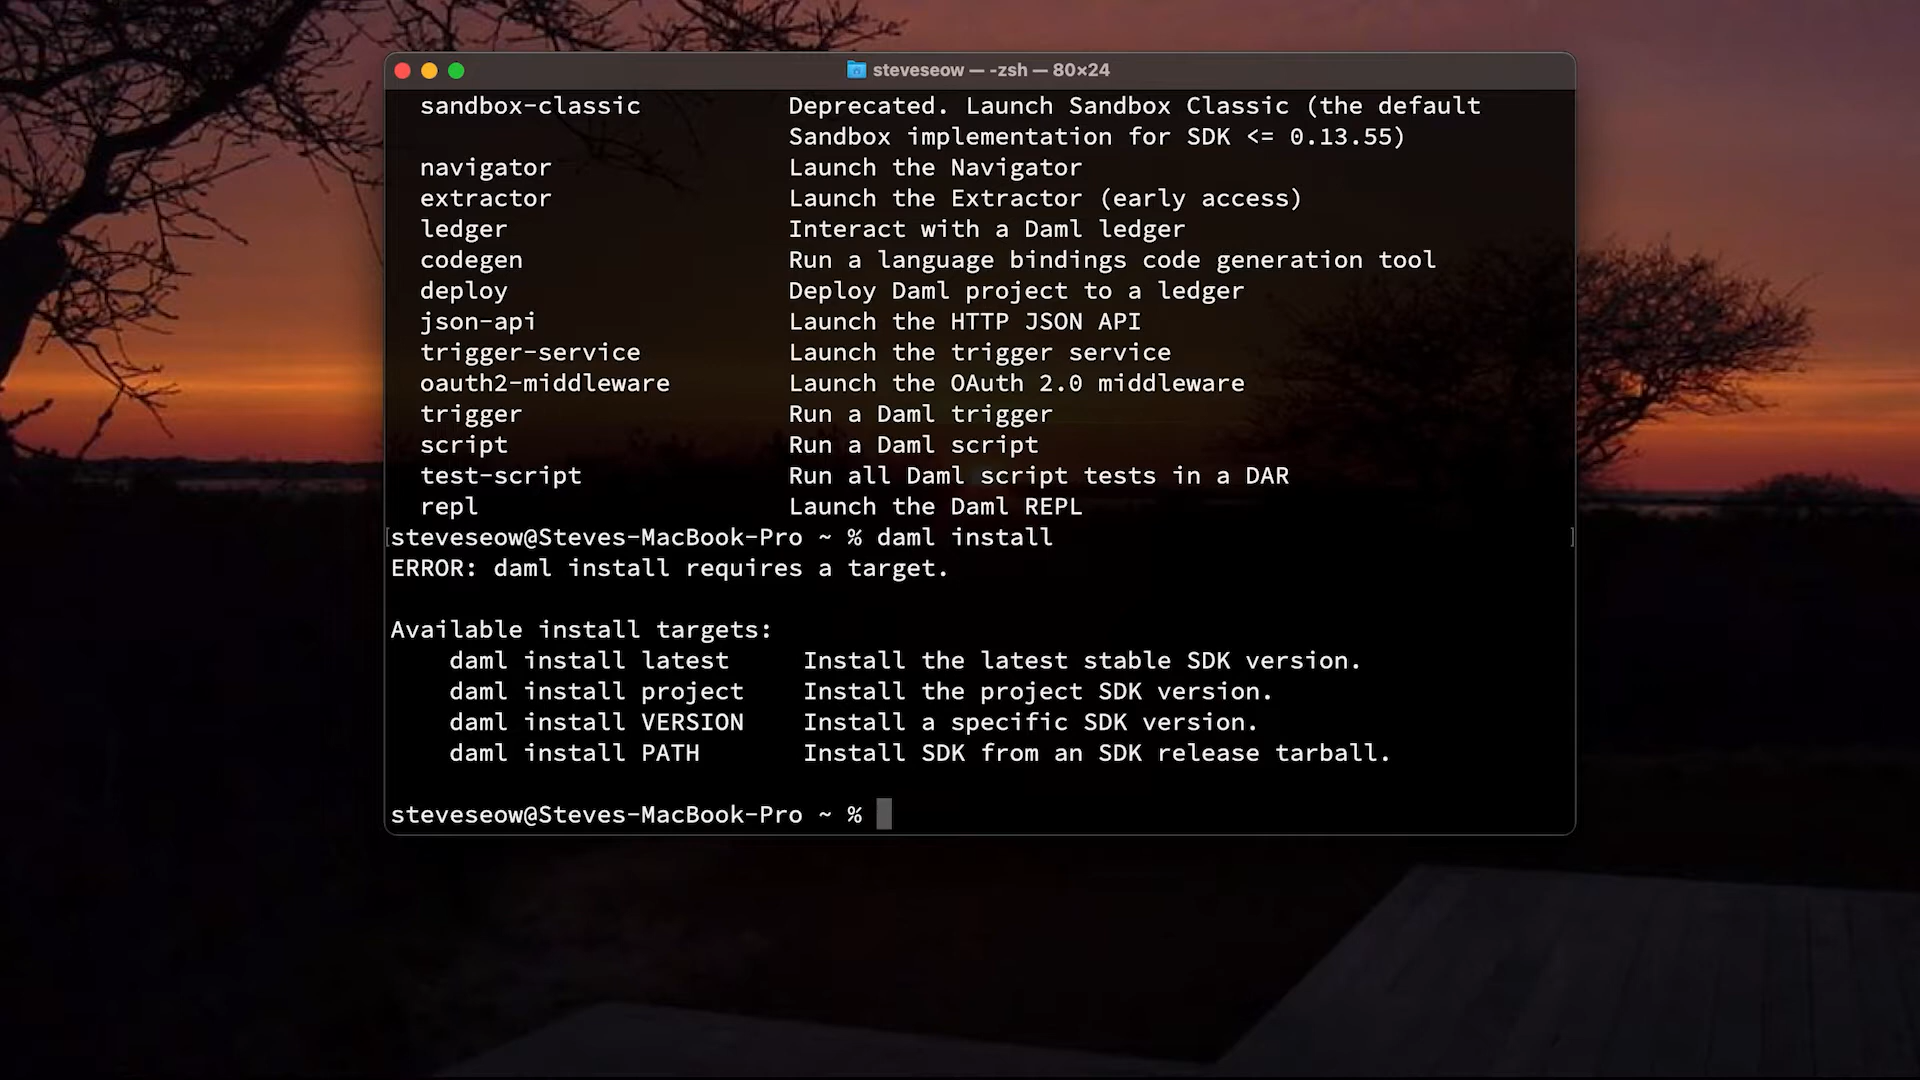 steveseow — -zsh — 80×24
sandbox-classic Deprecated. Launch Sandbox Classic (the default
Sandbox implementation for SDK <= 0.13.55)
navigator Launch the Navigator
extractor Launch the Extractor (early access)
ledger Interact with a Daml ledger
codegen Run a language bindings code generation tool
deploy Deploy Daml project to a ledger
json-api Launch the HTTP JSON API
trigger-service Launch the trigger service
oauth2-middleware Launch the OAuth 2.0 middleware
trigger Run a Daml trigger
script Run a Daml script
test-script Run all Daml script tests in a DAR
repl Launch the Daml REPL
[steveseow@Steves-MacBook-Pro ~ % daml install ]
ERROR: daml install requires a target.
Available install targets:
daml install latest Install the latest stable SDK version.
daml install project Install the project SDK version.
daml install VERSION Install a specific SDK version.
daml install PATH Install SDK from an SDK release tarball.
steveseow@Steves-MacBook-Pro ~ %